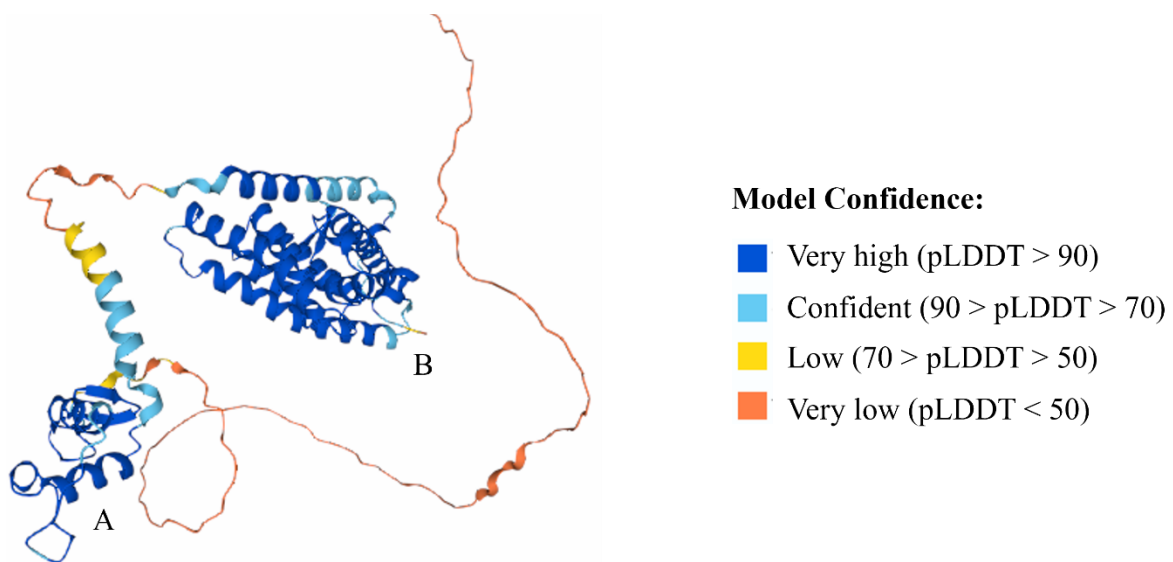 Model Confidence:
Very high (pLDDT > 90)
Confident (90 > pLDDT > 70)
Low (70 > pLDDT > 50)
Very low (pLDDT < 50)
B
A